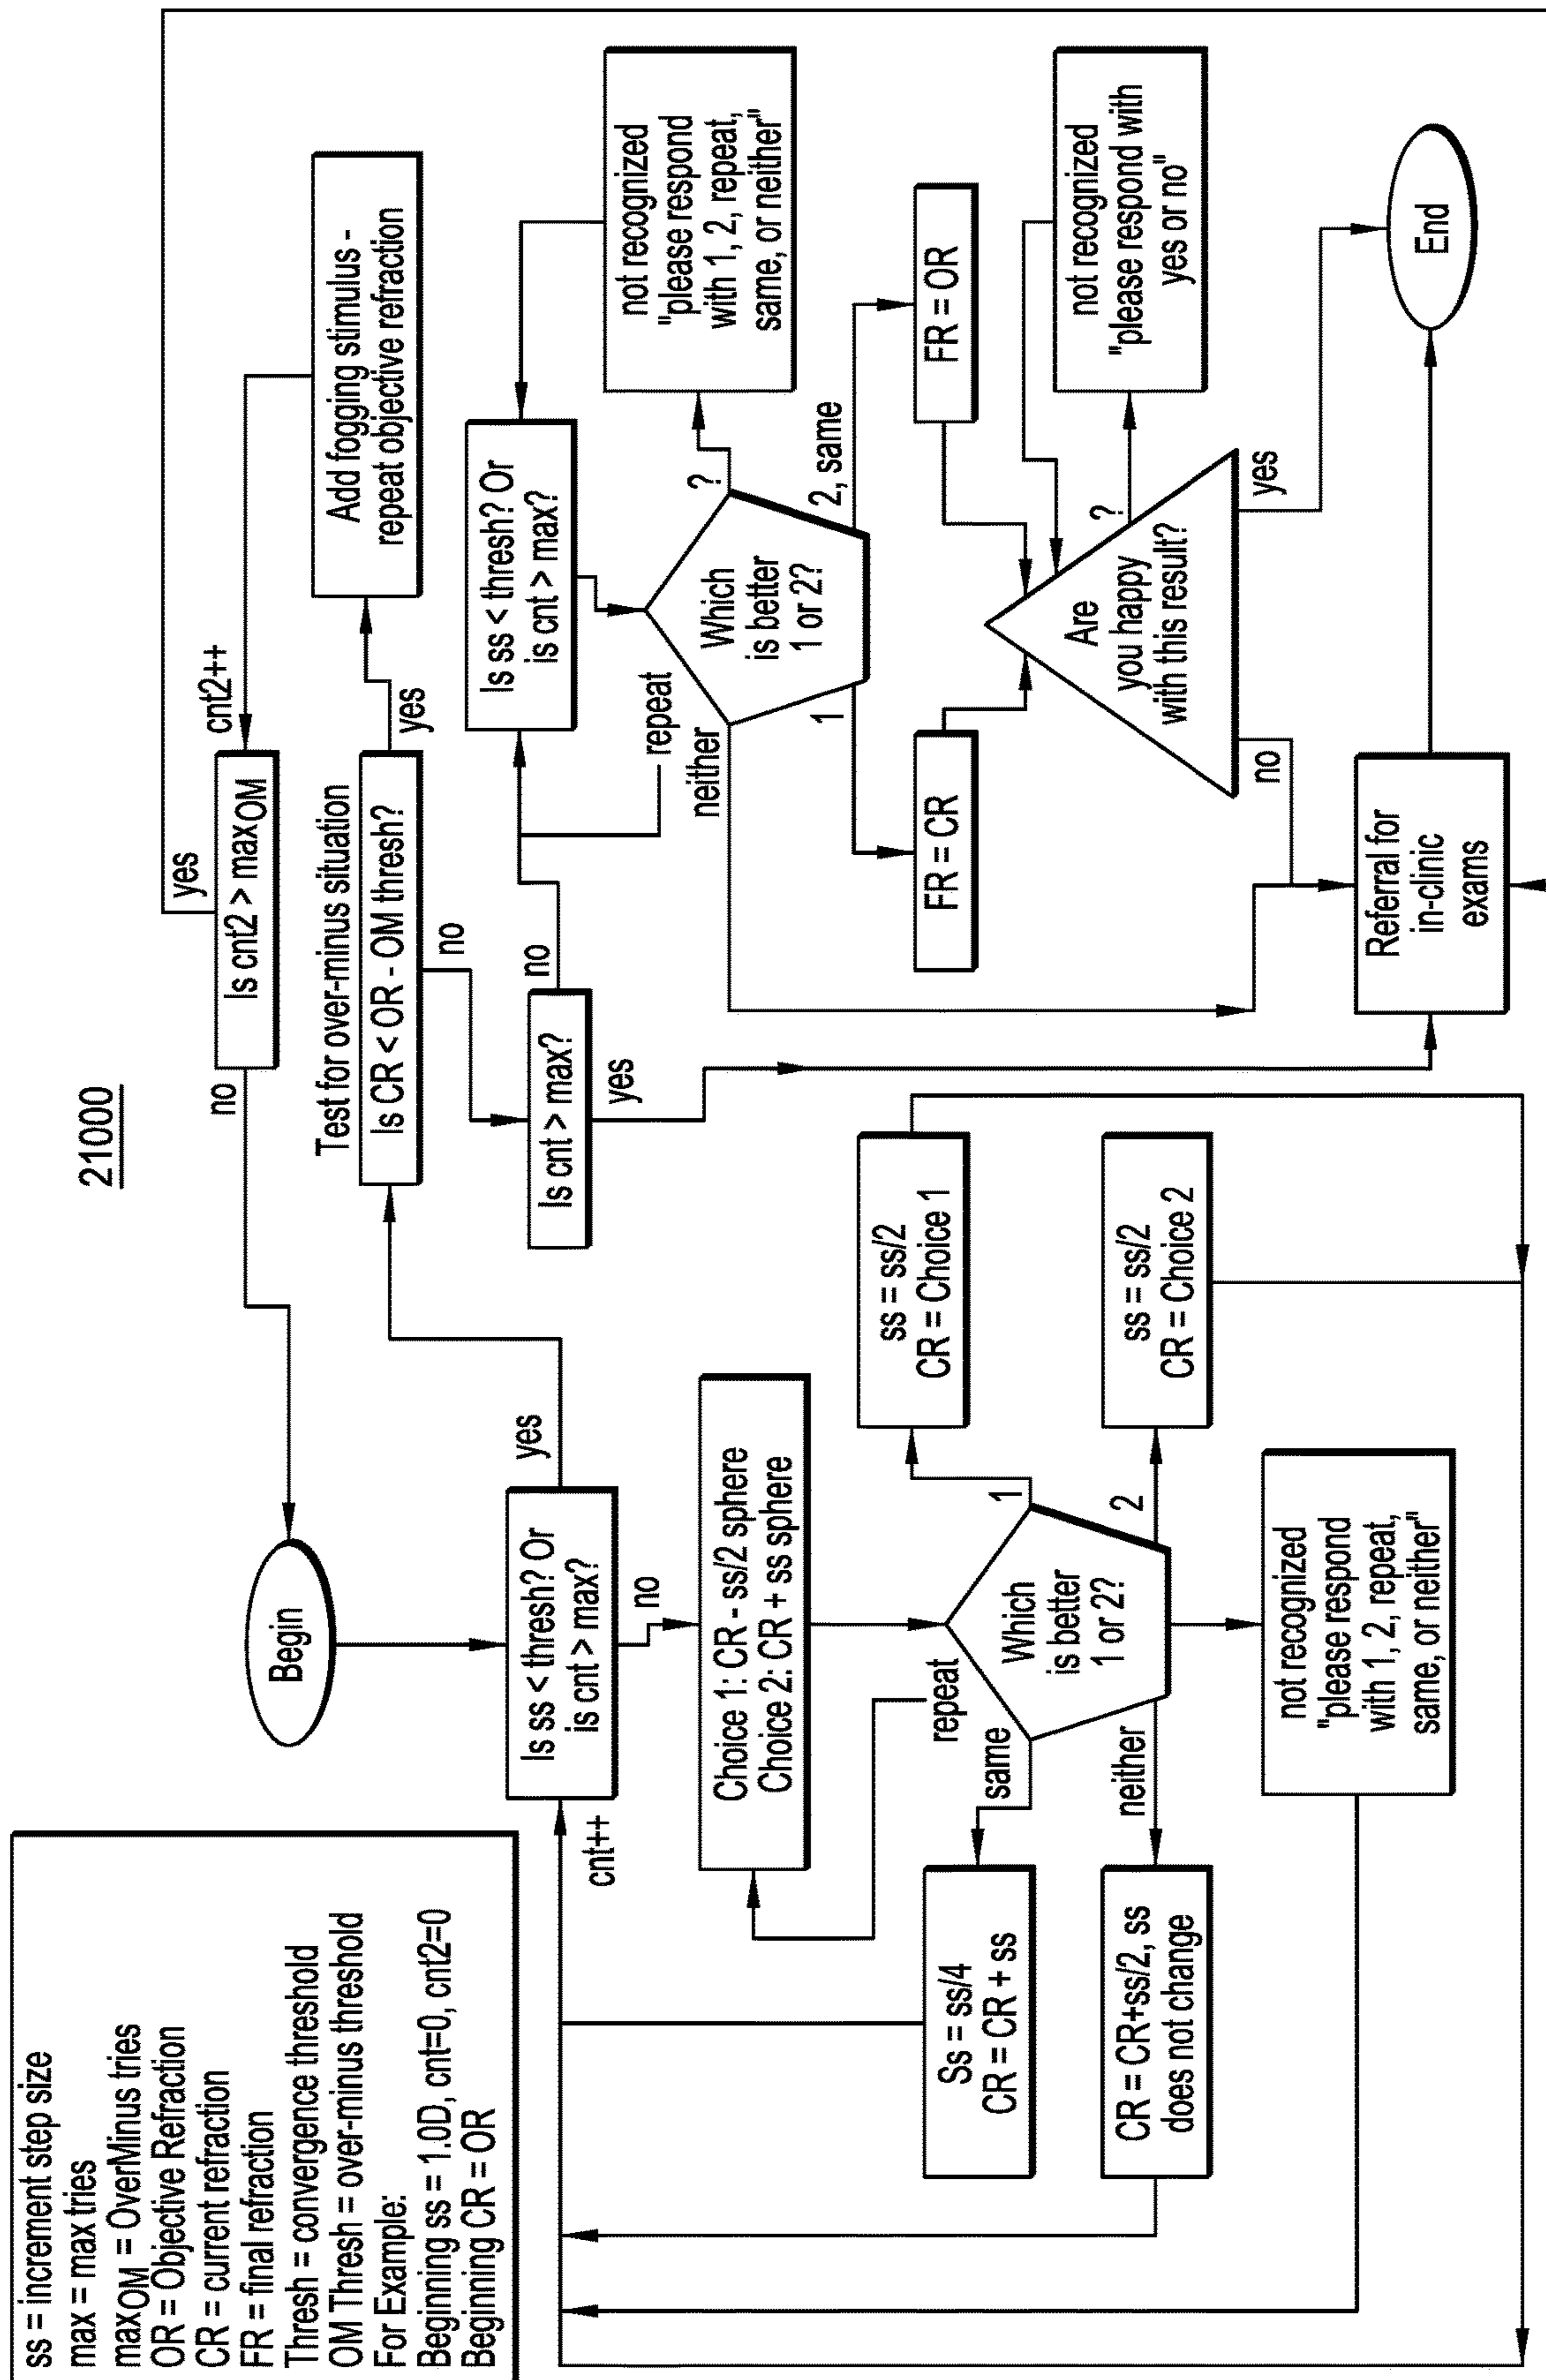 21000
ss = increment step size
max = max tries
maxOM = OverMinus tries
OR = Objective Refraction
CR = current refraction
FR = final refraction
Thresh = convergence threshold
OM Thresh = over-minus threshold
For Example:
Beginning ss = 1.0D, cnt=0, cnt2=0
Beginning CR = OR
Begin
no
Is cnt2 > maxOM
yes
cnt2++
Add fogging stimulus -
repeat objective refraction
Test for over-minus situation
Is CR < OR - OM thresh?
yes
no
cnt++
Is ss < thresh? Or
is cnt > max?
yes
no
Is cnt > max?
no
yes
Is ss < thresh? Or
is cnt > max?
repeat
neither
Which
is better
1 or 2?
?
1
2, same
not recognized
"please respond
with 1, 2, repeat,
same, or neither"
FR = CR
FR = OR
Are
you happy
with this result?
?
no
yes
not recognized
"please respond with
yes or no"
Referral for
in-clinic
exams
End
Choice 1: CR - ss/2 sphere
Choice 2: CR + ss sphere
repeat
same
neither
Which
is better
1 or 2?
1
2
Ss = ss/4
CR = CR + ss
CR = CR+ss/2, ss
does not change
ss = ss/2
CR = Choice 1
ss = ss/2
CR = Choice 2
not recognized
"please respond
with 1, 2, repeat,
same, or neither"